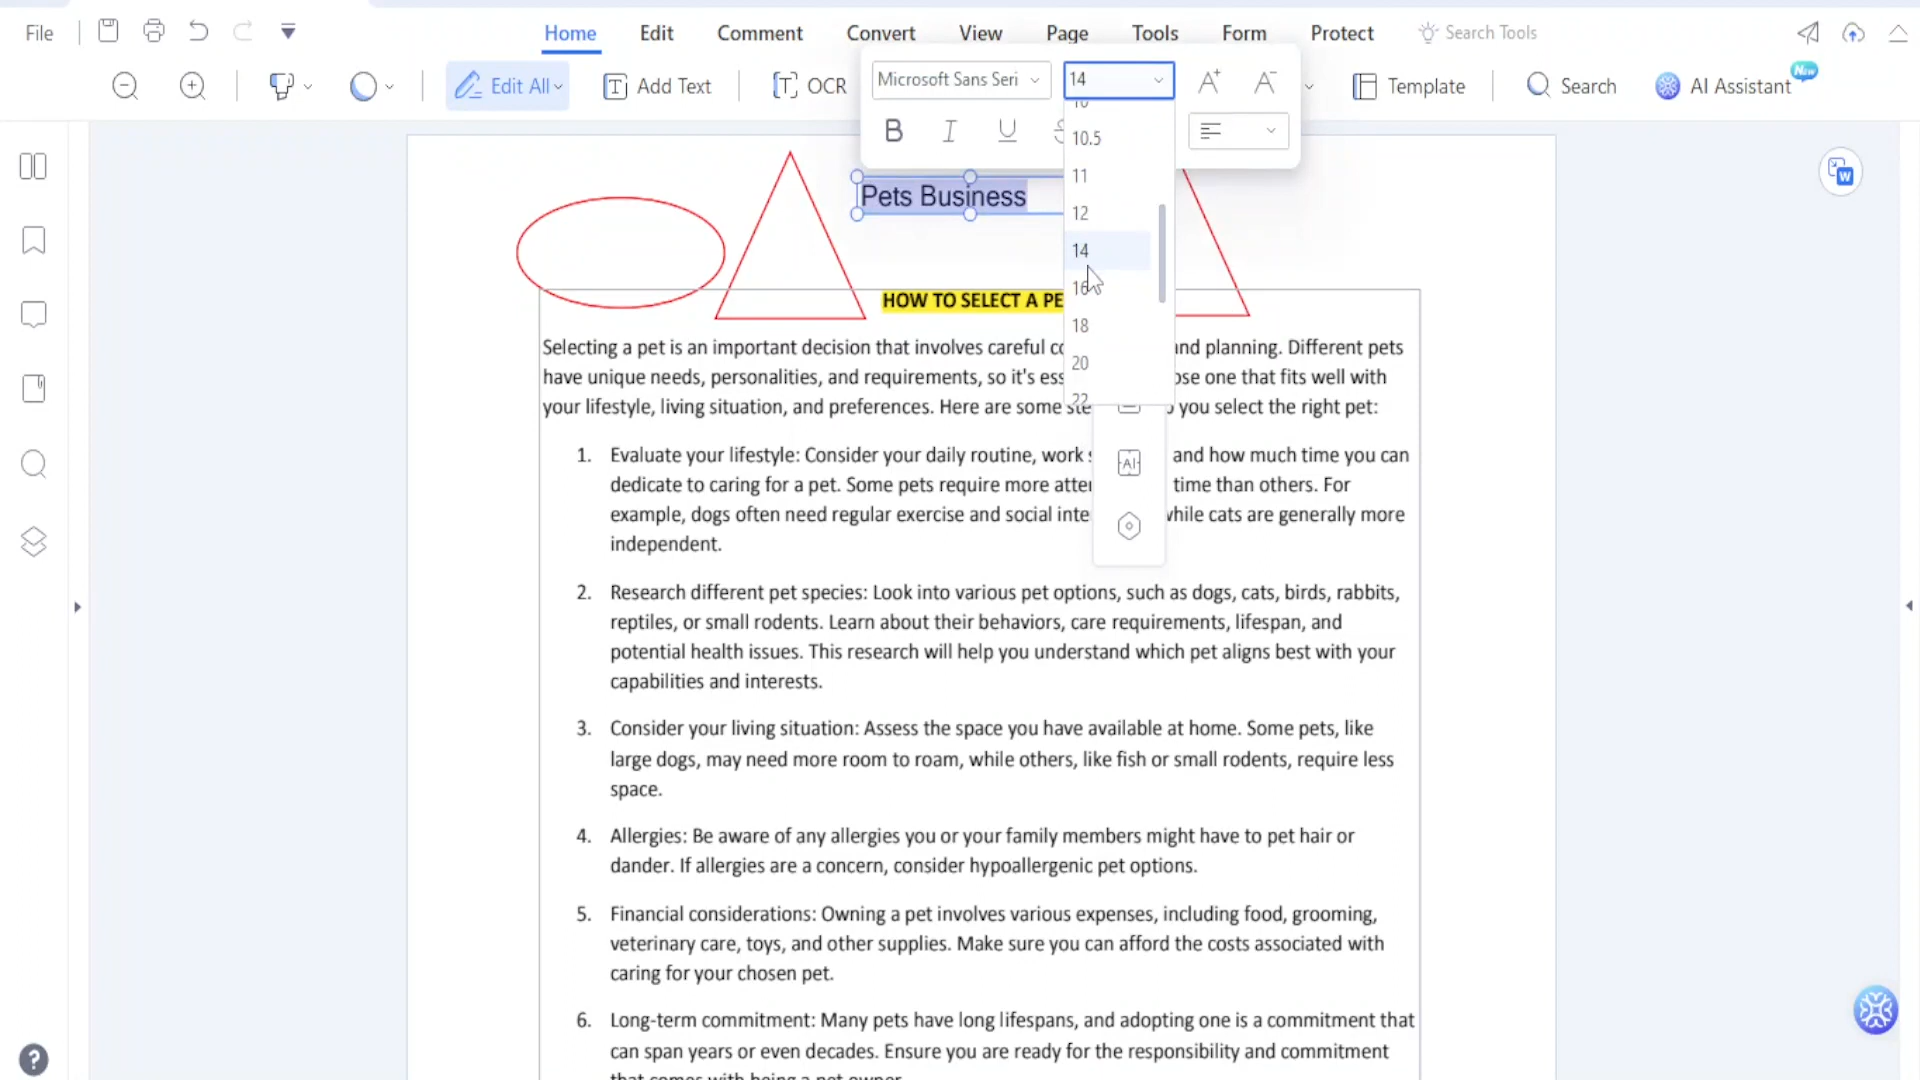 File
Home Edit Comment Convert View Page Tools Form Protect Search Tools
Edit All Add Text OCR Microsoft Sans Seri 14 Template Search AI Assistant New
10
10.5
11
12
14
16
18
20
22
AI
W
Pets Business
HOW TO SELECT A PE
Selecting a pet is an important decision that involves careful and planning. Different pets
have unique needs, personalities, and requirements, so it's one that fits well with
your lifestyle, living situation, and preferences. Here are some you select the right pet:
1. Evaluate your lifestyle: Consider your daily routine, work and how much time you can
dedicate to caring for a pet. Some pets require more time than others. For
example, dogs often need regular exercise and social while cats are generally more
independent.
2. Research different pet species: Look into various pet options, such as dogs, cats, birds, rabbits,
reptiles, or small rodents. Learn about their behaviors, care requirements, lifespan, and
potential health issues. This research will help you understand which pet aligns best with your
capabilities and interests.
3. Consider your living situation: Assess the space you have available at home. Some pets, like
large dogs, may need more room to roam, while others, like fish or small rodents, require less
space.
4. Allergies: Be aware of any allergies you or your family members might have to pet hair or
dander. If allergies are a concern, consider hypoallergenic pet options.
5. Financial considerations: Owning a pet involves various expenses, including food, grooming,
veterinary care, toys, and other supplies. Make sure you can afford the costs associated with
caring for your chosen pet.
6. Long-term commitment: Many pets have long lifespans, and adopting one is a commitment that
can span years or even decades. Ensure you are ready for the responsibility and commitment
that comes with being a pet owner.